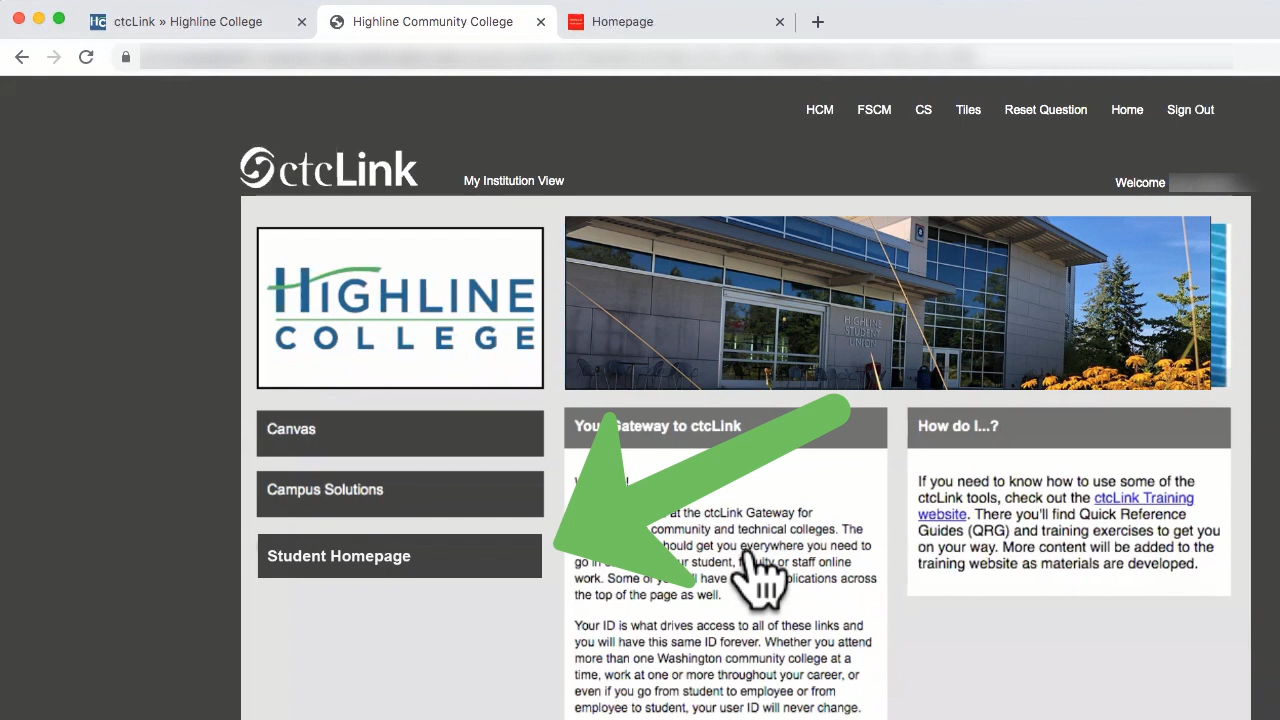 Hc ctcLink » Highline College
Highline Community College
Homepage
HCM FSCM CS Tiles Reset Question Home Sign Out
ctcLink
My Institution View
Welcome
HIGHLINE
COLLEGE
HIGHLINE
STUDENT
UNION
Canvas
Campus Solutions
Student Homepage
Gateway to ctcLink
at the ctcLink Gateway for
community and technical colleges. The
get you everywhere you need to
student, or staff online
work. Some have across
the top of the page as well.
Your ID is what drives access to all of these links and
you will have this same ID forever. Whether you attend
more than one Washington community college at a
time, work at one or more throughout your career, or
even if you go from student to employee or from
employee to student, your user ID will never change.
How do I...?
If you need to know how to use some of the
ctcLink tools, check out the ctcLink Training
website. There you'll find Quick Reference
Guides (QRG) and training exercises to get you
on your way. More content will be added to the
training website as materials are developed.